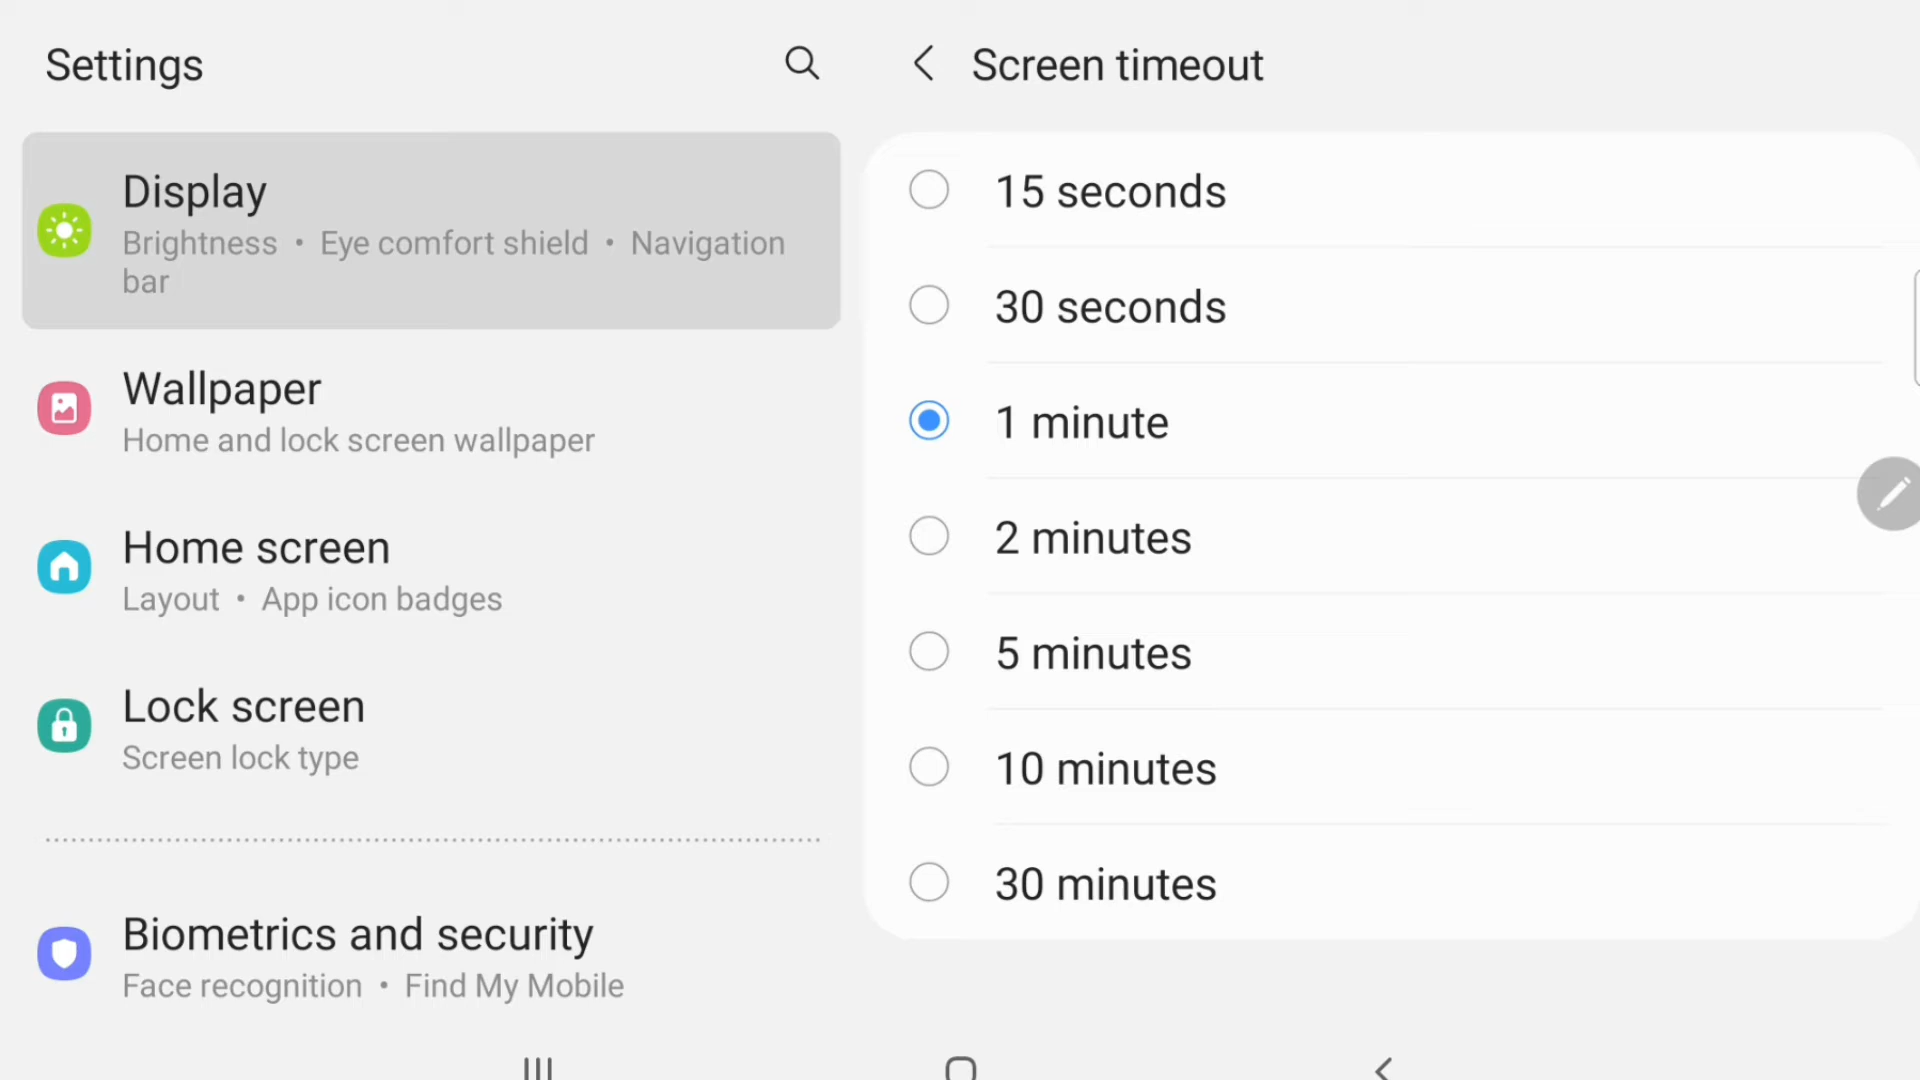 Settings
Display
Brightness • Eye comfort shield • Navigation
bar
Wallpaper
Home and lock screen wallpaper
Home screen
Layout • App icon badges
Lock screen
Screen lock type
Biometrics and security
Face recognition • Find My Mobile
Screen timeout
15 seconds
30 seconds
1 minute
2 minutes
5 minutes
10 minutes
30 minutes